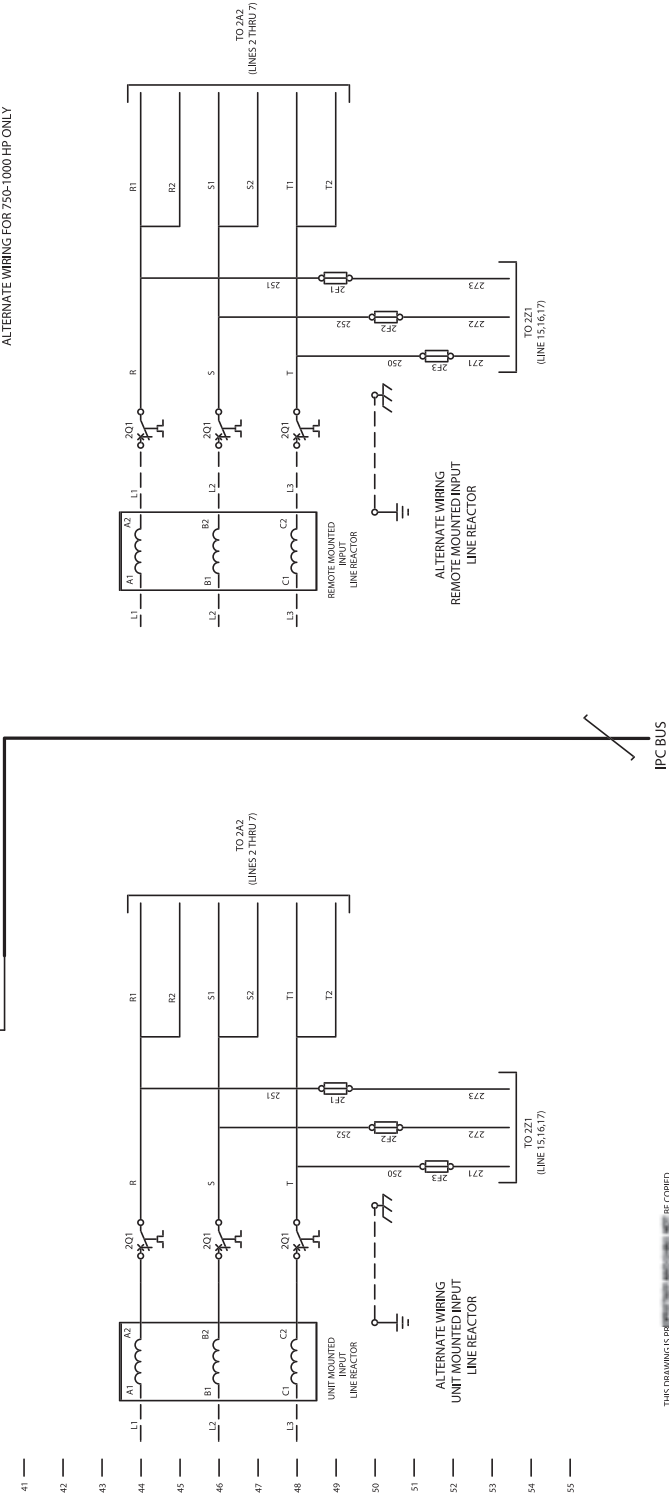 ALTERNATE WIRING FOR 750-1000 HP ONLY
41
42
43
44
45
46
47
48
49
50
51
52
53
54
55
L1
A1
A2
2Q1
R
R1
R2
L2
B1
B2
2Q1
S
S1
S2
L3
C1
C2
2Q1
T
T1
T2
TO 2A2
(LINES 2 THRU 7)
UNIT MOUNTED
INPUT
LINE REACTOR
251
2F1
273
252
2F2
272
250
2F3
271
TO 2Z1
(LINE 15,16,17)
ALTERNATE WIRING
UNIT MOUNTED INPUT
LINE REACTOR
IPC BUS
L1
A1
A2
L1
2Q1
R
R1
R2
L2
B1
B2
L2
2Q1
S
S1
S2
L3
C1
C2
L3
2Q1
T
T1
T2
TO 2A2
(LINES 2 THRU 7)
REMOTE MOUNTED
INPUT
LINE REACTOR
251
2F1
273
252
2F2
272
250
2F3
271
TO 2Z1
(LINE 15,16,17)
ALTERNATE WIRING
REMOTE MOUNTED INPUT
LINE REACTOR
THIS DRAWING IS BE COPIED